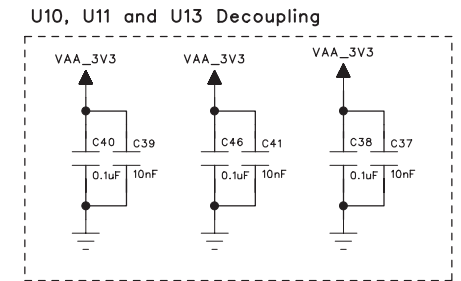 U10, U11 and U13 Decoupling
VAA_3V3 VAA_3V3 VAA_3V3
C40 C39 C46 C41 C38 C37
0.1uF 10nF 0.1uF 10nF 0.1uF 10nF